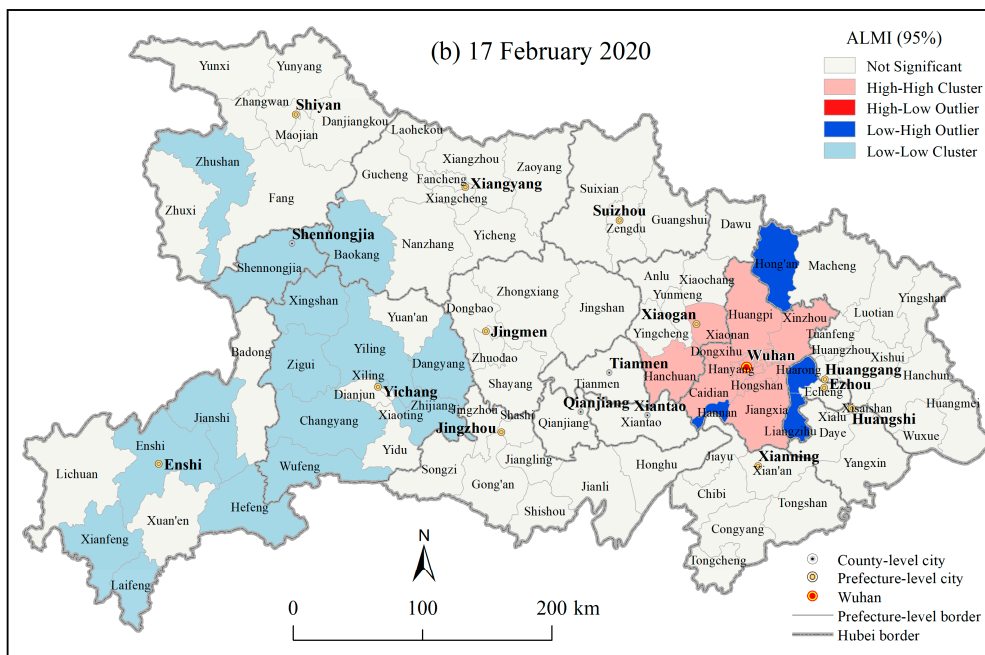 (b) 17 February 2020
ALMI (95%)
Not Significant
High-High Cluster
High-Low Outlier
Low-High Outlier
Low-Low Cluster
Yunxi
Yunyang
Zhangwan
Shiyan
Danjiangkou
Maojian
Laohekou
Zhushan
Xiangzhou
Zaoyang
Gucheng
Fancheng
Xiangyang
Xiangcheng
Fang
Zhuxi
Suixian
Suizhou
Zengdu
Guangshui
Dawu
Yicheng
Nanzhang
Shennongjia
Baokang
Shennongjia
Hong'an
Macheng
Anlu
Xiaochang
Yunmeng
Zhongxiang
Xingshan
Dongbao
Jingshan
Yingshan
Luotian
Yuan'an
Xiaogan
Huangpi
Xinzhou
Jingmen
Yingcheng
Xiaonan
Tuanfeng
Huangzhou
Badong
Yiling
Dangyang
Zhuodao
Dongxihu
Wuhan
Xishui
Zigui
Xiling
Tianmen
Hanchuan
Hanyang
Huarong
Huanggang
Hanchun
Shayang
Tianmen
Hongshan
Ezhou
Echeng
Dianjun
Yichang
Caidian
Changyang
Zhijiang
Xiaoting
Jingzhou
Shashi
Qianjiang
Xiantao
Hannan
Jiangxia
Xisaishan
Huangmei
Jianshi
Jingzhou
Qianjiang
Xiantao
Liangzihu
Xialu
Huangshi
Daye
Wuxue
Enshi
Yidu
Jiangling
Jiayu
Xianning
Xian'an
Yangxin
Lichuan
Enshi
Wufeng
Songzi
Honghu
Gong'an
Jianli
Chibi
Tongshan
Hefeng
Shishou
Xuan'en
Congyang
Xianfeng
Tongcheng
Laifeng
N
0
100
200 km
County-level city
Prefecture-level city
Wuhan
Prefecture-level border
Hubei border